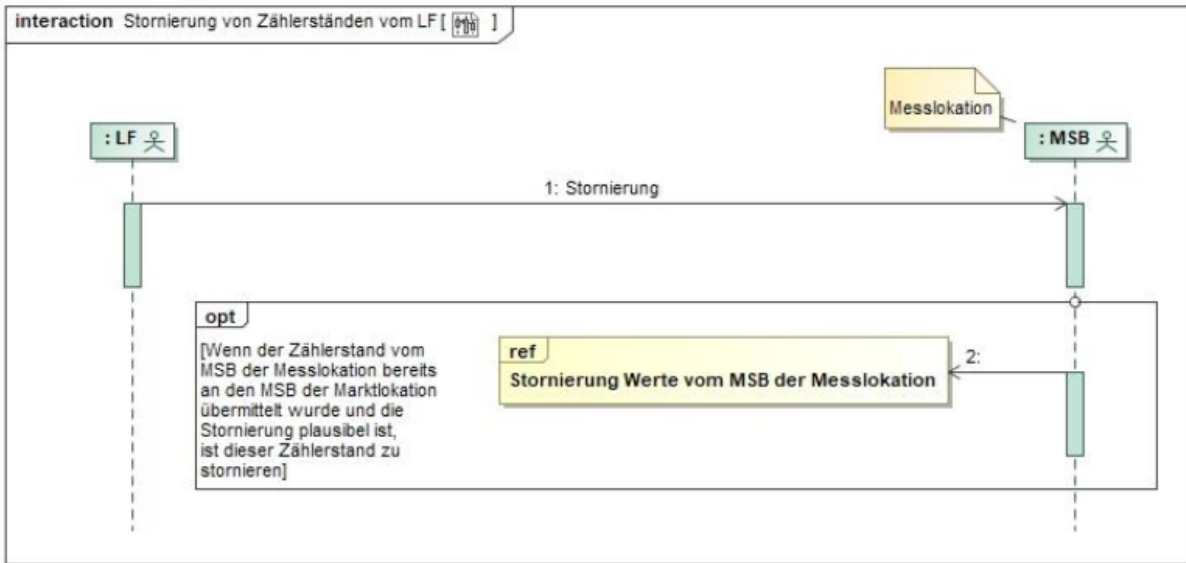 interaction Stornierung von Zählerständen vom LF [ ]
Messlokation
: LF
: MSB
1: Stornierung
opt
[Wenn der Zählerstand vom
MSB der Messlokation bereits
an den MSB der Marktlokation
übermittelt wurde und die
Stornierung plausibel ist,
ist dieser Zählerstand zu
stornieren]
ref
Stornierung Werte vom MSB der Messlokation
2: